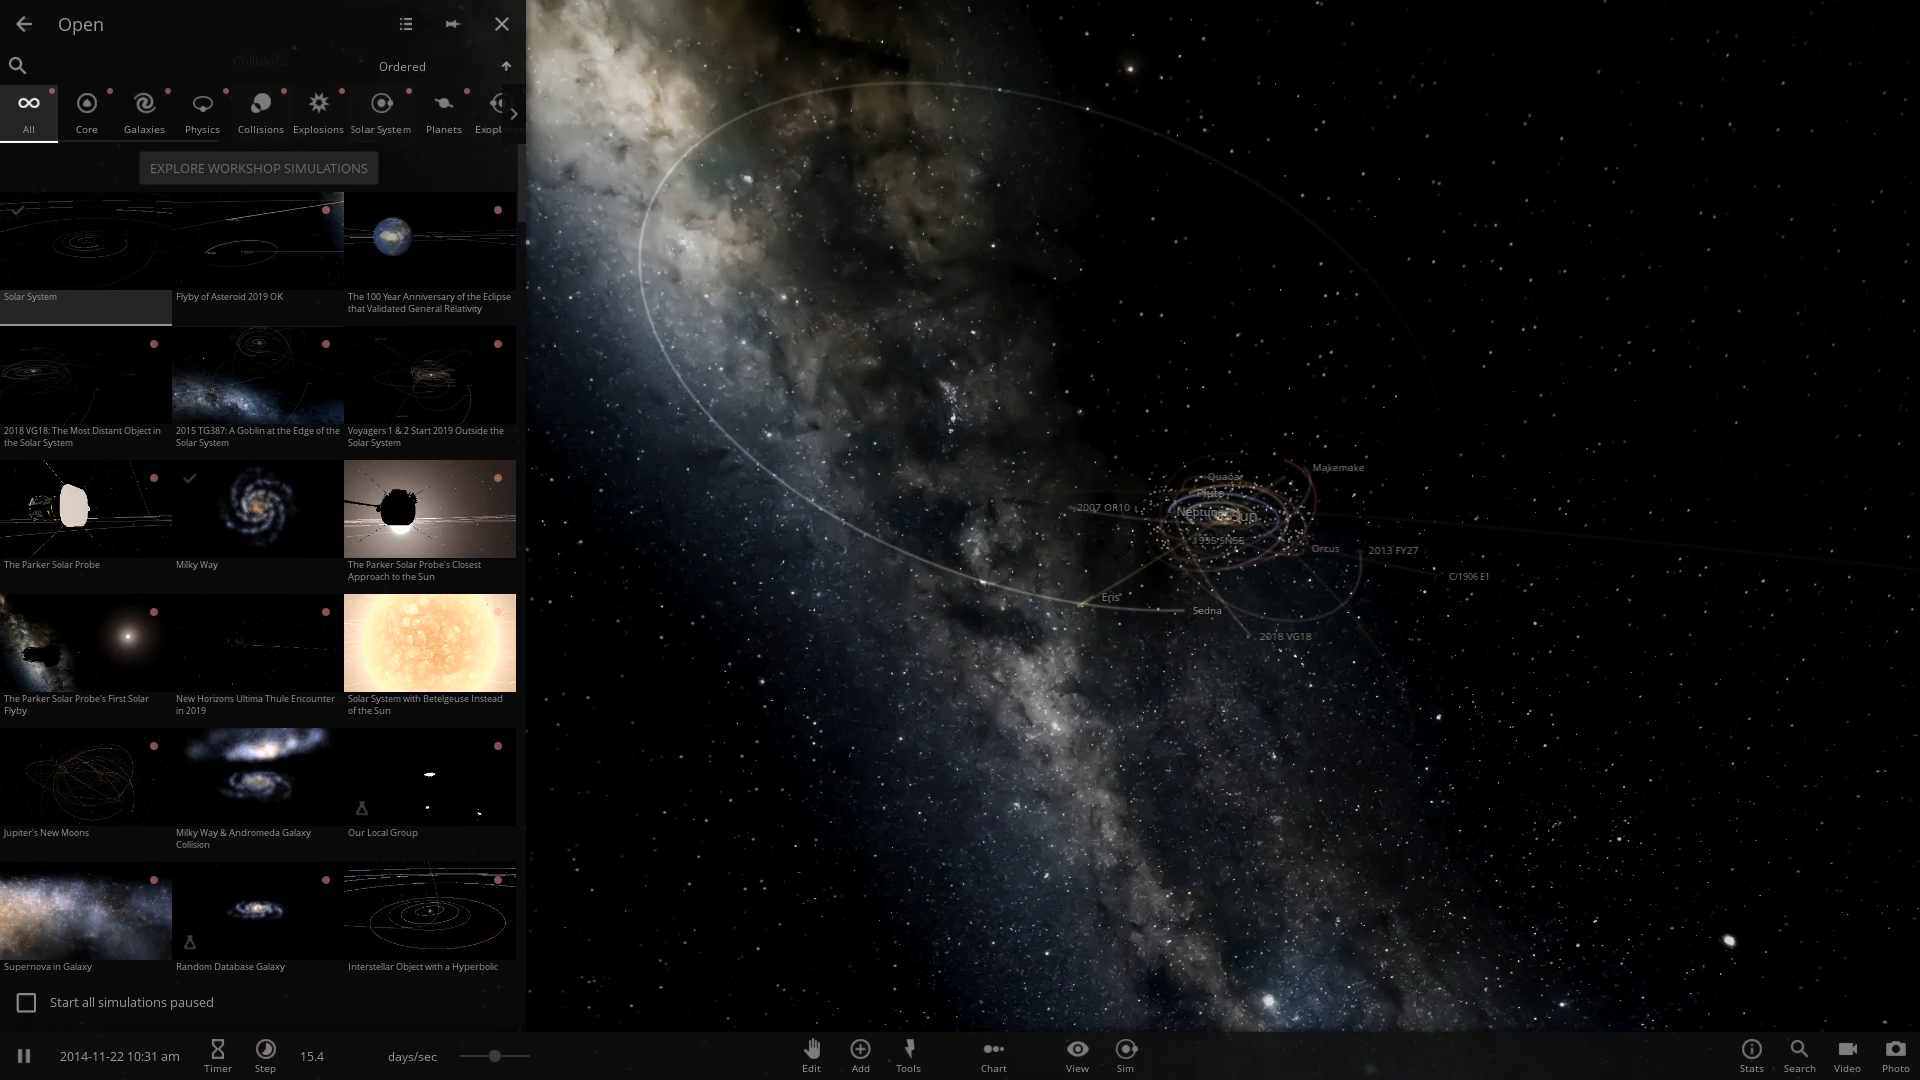 Open
Collisions
Ordered
All
Core
Galaxies
Physics
Collisions
Explosions
Solar System
Planets
EXPLORE WORKSHOP SIMULATIONS
Solar System
Flyby of Asteroid 2019 OK
The 100 Year Anniversary of the Eclipse
that Validated General Relativity
2018 VG18: The Most Distant Object in
the Solar System
2015 TG387: A Goblin at the Edge of the
Solar System
Voyagers 1 & 2 Start 2019 Outside the
Solar System
The Parker Solar Probe
Milky Way
The Parker Solar Probe's Closest
Approach to the Sun
The Parker Solar Probe's First Solar
Flyby
New Horizons Ultima Thule Encounter
in 2019
Solar System with Betelgeuse Instead
of the Sun
Jupiter's New Moons
Milky Way & Andromeda Galaxy
Collision
Our Local Group
Supernova in Galaxy
Random Database Galaxy
Interstellar Object with a Hyperbolic
Start all simulations paused
Makemake
Quaoar
Pluto
2007 OR10
Neptune
Sun
1995 SN55
Orcus
2013 FY27
C/1906 E1
Eris
Sedna
2018 VG18
2014-11-22 10:31 am
Timer
Step
15.4
days/sec
Edit
Add
Tools
Chart
View
Sim
Stats
Search
Video
Photo